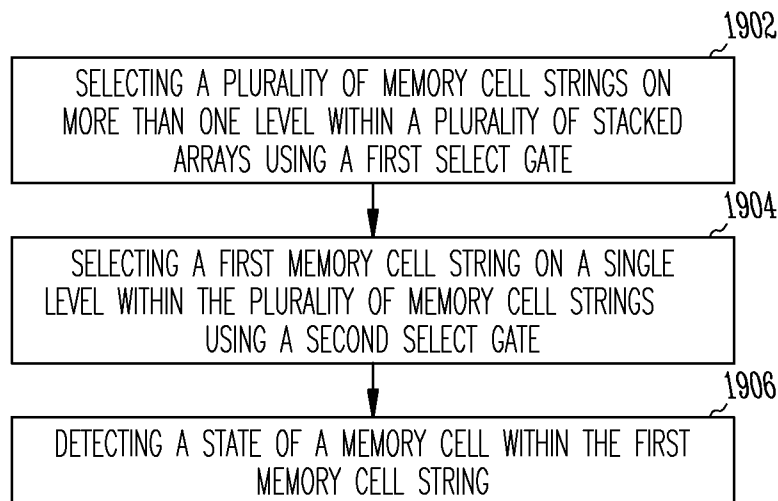 1902
SELECTING A PLURALITY OF MEMORY CELL STRINGS ON
MORE THAN ONE LEVEL WITHIN A PLURALITY OF STACKED
ARRAYS USING A FIRST SELECT GATE
1904
SELECTING A FIRST MEMORY CELL STRING ON A SINGLE
LEVEL WITHIN THE PLURALITY OF MEMORY CELL STRINGS
USING A SECOND SELECT GATE
1906
DETECTING A STATE OF A MEMORY CELL WITHIN THE FIRST
MEMORY CELL STRING